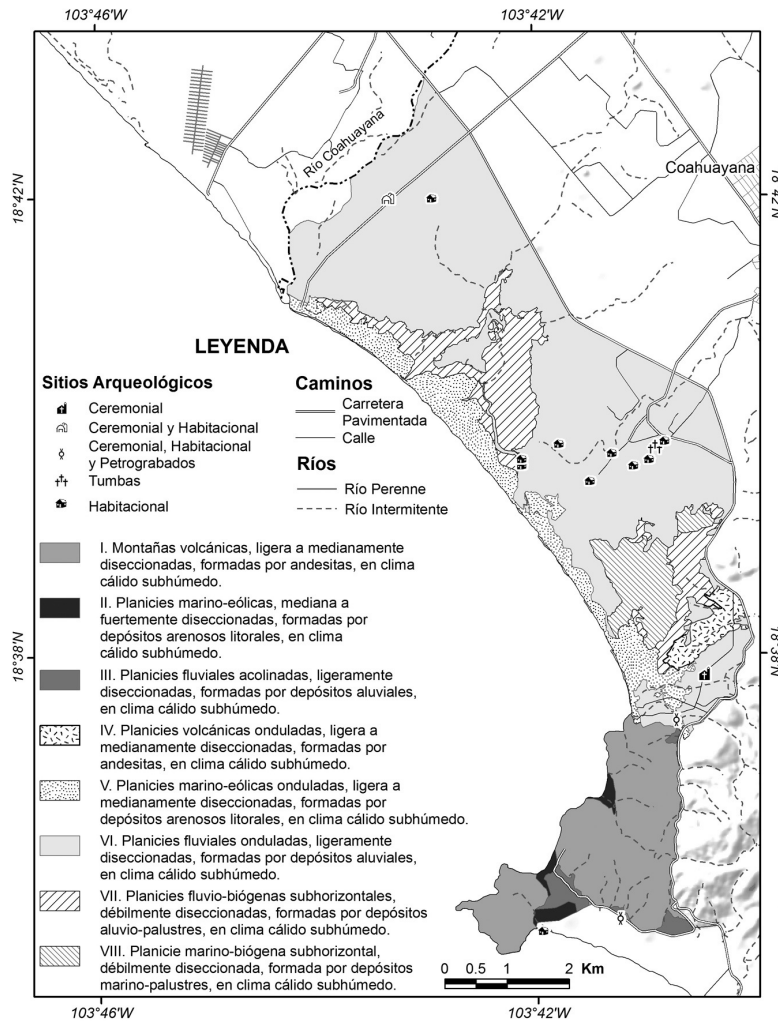 103°46'W
103°42'W
Río Coahuayana
Coahuayana
18°42'N
18°42'N
LEYENDA
Sitios Arqueológicos
Ceremonial
Ceremonial y Habitacional
Ceremonial, Habitacional
y Petrograbados
Tumbas
Habitacional
Caminos
Carretera
Pavimentada
Calle
Ríos
Río Perenne
Río Intermitente
I. Montañas volcánicas, ligera a medianamente
diseccionadas, formadas por andesitas, en clima
cálido subhúmedo.
II. Planicies marino-eólicas, mediana a
fuertemente diseccionadas, formadas por
depósitos arenosos litorales, en clima
cálido subhúmedo.
III. Planicies fluviales acolinadas, ligeramente
diseccionadas, formadas por depósitos aluviales,
en clima cálido subhúmedo.
IV. Planicies volcánicas onduladas, ligera a
medianamente diseccionadas, formadas por
andesitas, en clima cálido subhúmedo.
V. Planicies marino-eólicas onduladas, ligera a
medianamente diseccionadas, formadas por
depósitos arenosos litorales, en clima cálido subhúmedo.
VI. Planicies fluviales onduladas, ligeramente
diseccionadas, formadas por depósitos aluviales,
en clima cálido subhúmedo.
VII. Planicies fluvio-biógenas subhorizontales,
débilmente diseccionadas, formadas por depósitos
aluvio-palustres, en clima cálido subhúmedo.
VIII. Planicie marino-biógena subhorizontal,
débilmente diseccionada, formada por depósitos
marino-palustres, en clima cálido subhúmedo.
18°38'N
18°38'N
0 0.5 1 2 Km
103°46'W
103°42'W